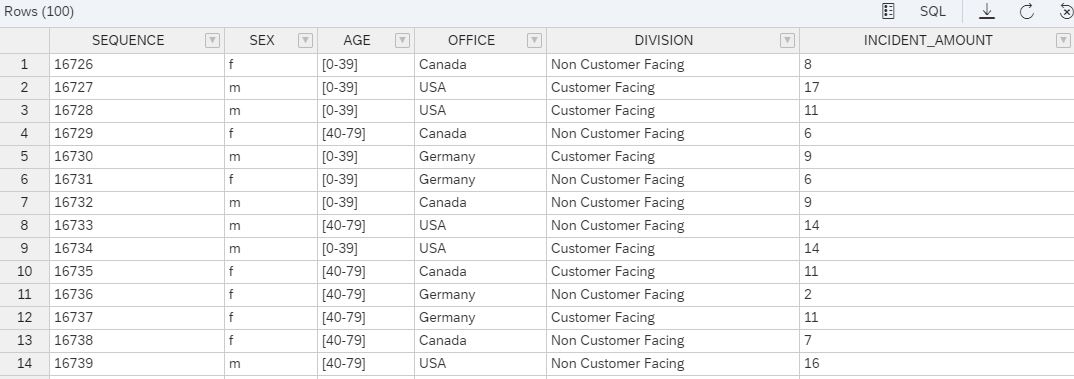 Rows (100) SQL
SEQUENCE SEX AGE OFFICE DIVISION INCIDENT_AMOUNT
1 16726 f [0-39] Canada Non Customer Facing 8
2 16727 m [0-39] USA Customer Facing 17
3 16728 m [0-39] USA Customer Facing 11
4 16729 f [40-79] Canada Non Customer Facing 6
5 16730 m [0-39] Germany Customer Facing 9
6 16731 f [0-39] Germany Non Customer Facing 6
7 16732 m [0-39] Canada Non Customer Facing 9
8 16733 m [40-79] USA Non Customer Facing 14
9 16734 m [0-39] USA Customer Facing 14
10 16735 f [40-79] Canada Customer Facing 11
11 16736 f [40-79] Germany Non Customer Facing 2
12 16737 f [40-79] Germany Customer Facing 11
13 16738 f [40-79] Canada Non Customer Facing 7
14 16739 m [40-79] USA Non Customer Facing 16